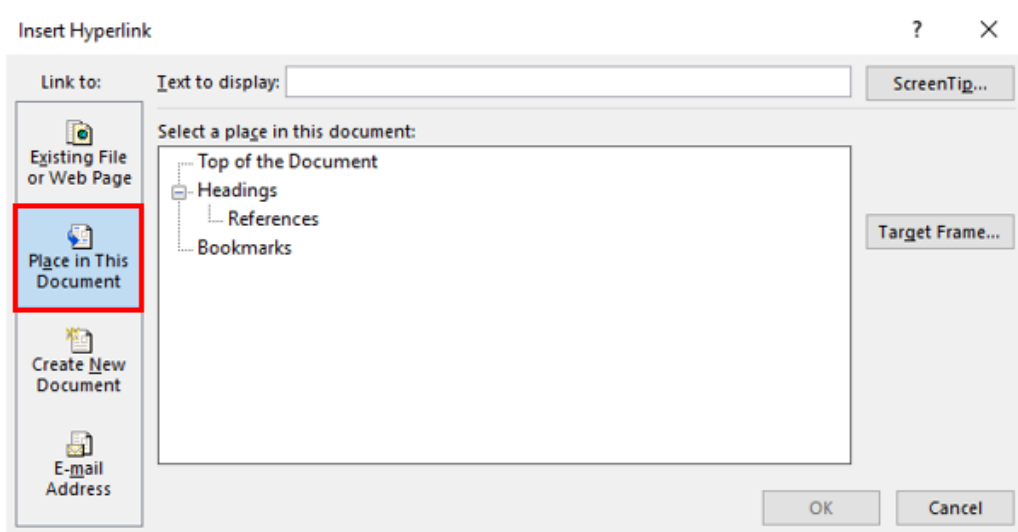 Insert Hyperlink
?
Link to:
Text to display:
ScreenTip...
Existing File
or Web Page
Place in This
Document
Create New
Document
E-mail
Address
Select a place in this document:
Top of the Document
Headings
References
Bookmarks
Target Frame...
OK
Cancel